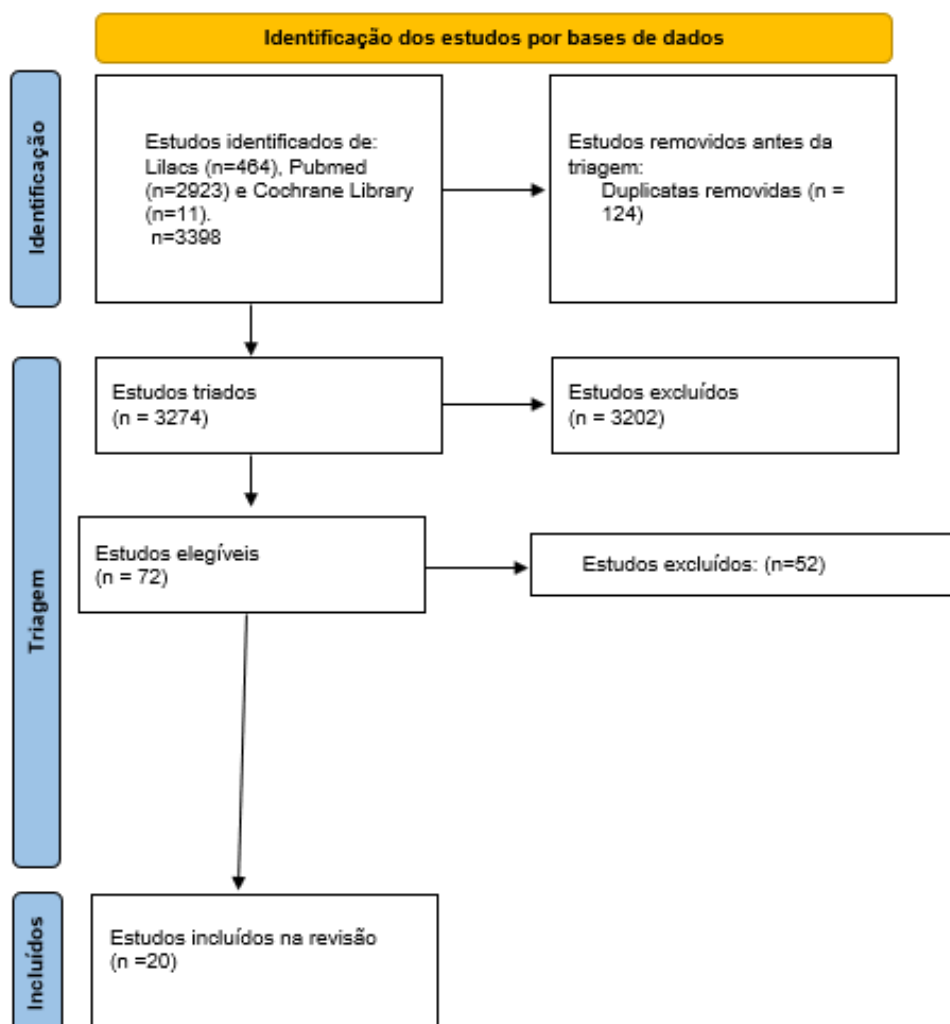 Identificação dos estudos por bases de dados
Identificação
Estudos identificados de:
Lilacs (n=464), Pubmed
(n=2923) e Cochrane Library
(n=11).
n=3398
Estudos removidos antes da
triagem:
Duplicatas removidas (n =
124)
Triagem
Estudos triados
(n = 3274)
Estudos excluídos
(n = 3202)
Estudos elegíveis
(n = 72)
Estudos excluídos: (n=52)
Incluídos
Estudos incluídos na revisão
(n =20)